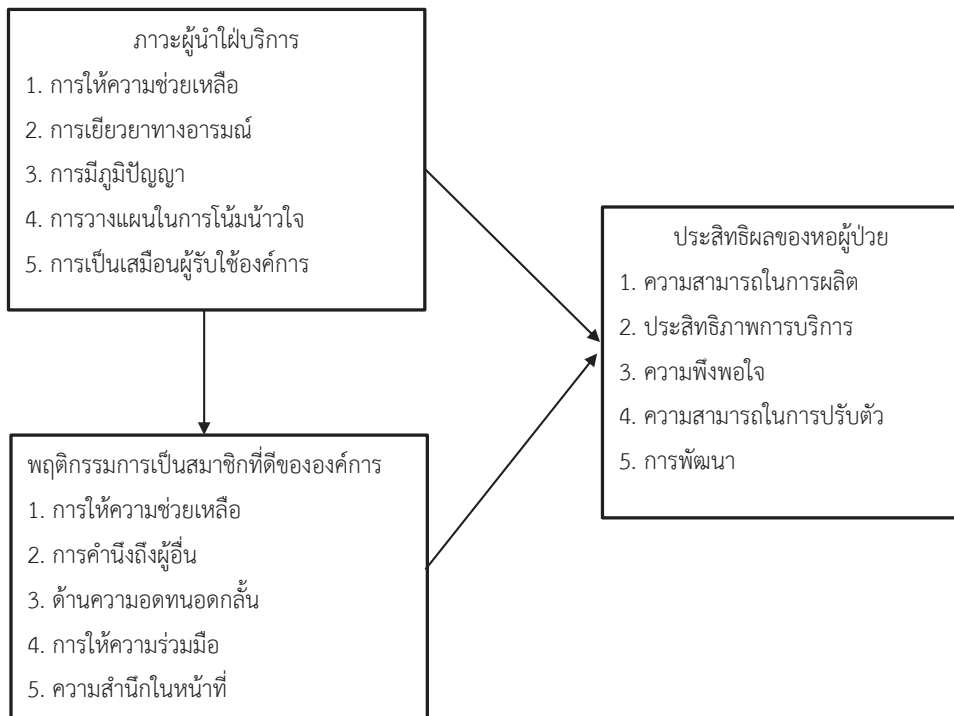 ภาวะผู้นำใฝ่บริการ
1. การให้ความช่วยเหลือ
2. การเยียวยาทางอารมณ์
3. การมีภูมิปัญญา
4. การวางแผนในการโน้มน้าวใจ
5. การเป็นเสมือนผู้รับใช้องค์การ
ประสิทธิผลของหอผู้ป่วย
1. ความสามารถในการผลิต
2. ประสิทธิภาพการบริการ
3. ความพึงพอใจ
4. ความสามารถในการปรับตัว
5. การพัฒนา
พฤติกรรมการเป็นสมาชิกที่ดีขององค์การ
1. การให้ความช่วยเหลือ
2. การคำนึงถึงผู้อื่น
3. ด้านความอดทนอดกลั้น
4. การให้ความร่วมมือ
5. ความสำนึกในหน้าที่